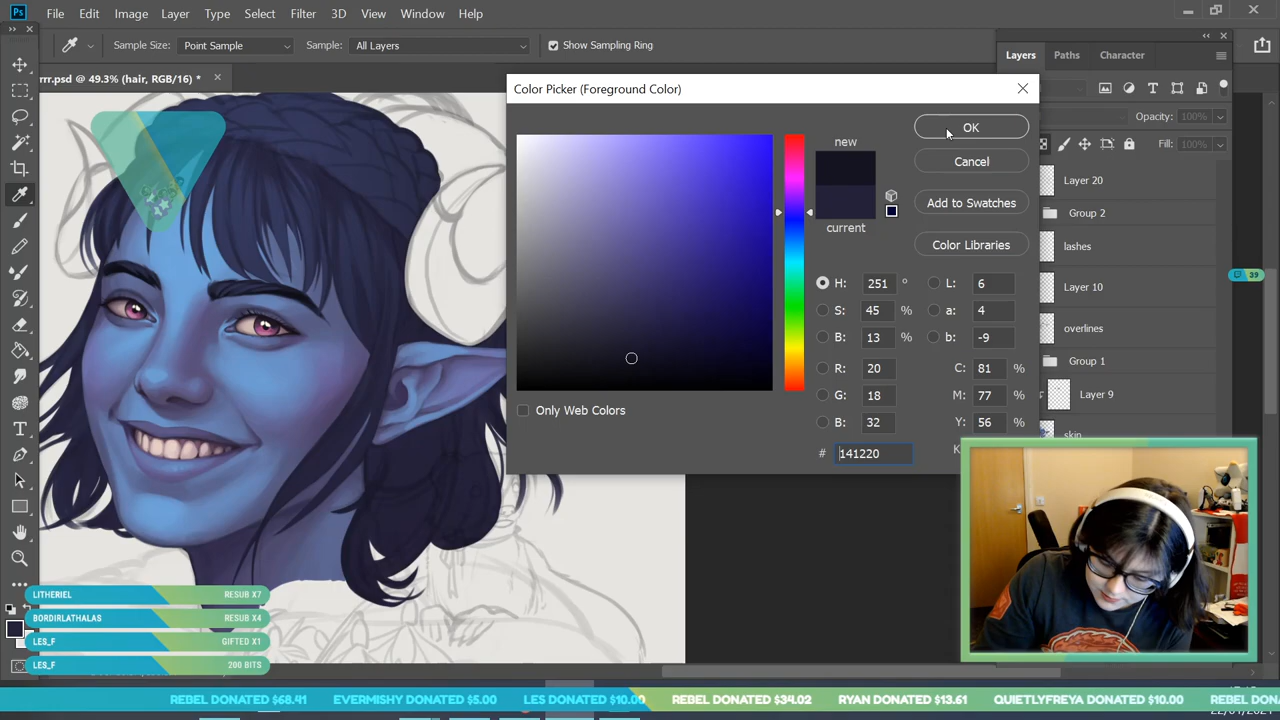 Ps File Edit Image Layer Type Select Filter 3D View Window Help
Sample Size: Point Sample Sample: All Layers Show Sampling Ring
rrr.psd @ 49.3% (hair, RGB/16) *
Layers Paths Character
Color Picker (Foreground Color)
Opacity: 100%
Fill: 100%
new
current
OK
Cancel
Add to Swatches
Color Libraries
H: 251 °
S: 45 %
B: 13 %
R: 20
G: 18
B: 32
L: 6
a: 4
b: -9
C: 81 %
M: 77 %
Y: 56 %
K
# 141220
Only Web Colors
Layer 20
Group 2
lashes
39
Layer 10
overlines
Group 1
Layer 9
skin
LITHERIEL RESUB X7
BORDIRLATHALAS RESUB X4
LES_F GIFTED X1
LES_F 200 BITS
REBEL DONATED $68.41 EVERMISHY DONATED $5.00 LES DONATED $10.00 REBEL DONATED $34.02 RYAN DONATED $13.61 QUIETLYFREYA DONATED $10.00 REBEL